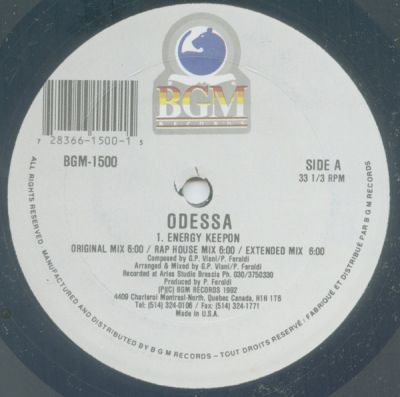 BGM
RECORDS
7 28366-1500-1 5
BGM-1500
SIDE A
33 1/3 RPM
ODESSA
1. ENERGY KEEPON
ORIGINAL MIX 6:00 / RAP HOUSE MIX 6:00 / EXTENDED MIX 6:00
Composed by G.P. Visni/P. Feroldi
Arranged & Mixed by G.P. Visni/P. Feroldi
Recorded at Aries Studio Brescia Ph. 030/3750330
Produced by P. Feroldi
(P)(C) BGM RECORDS 1992
4409 Charleroi Montreal-North, Quebec Canada, H1H 1T6
Tel: (514) 324-0106 / Fax: (514) 324-1771
Made in U.S.A.
ALL RIGHTS RESERVED / MANUFACTURED AND DISTRIBUTED BY B G M RECORDS – TOUT DROITS RESERVÉ / FABRIQUE ET DISTRIBUÉ PAR B G M RECORDS